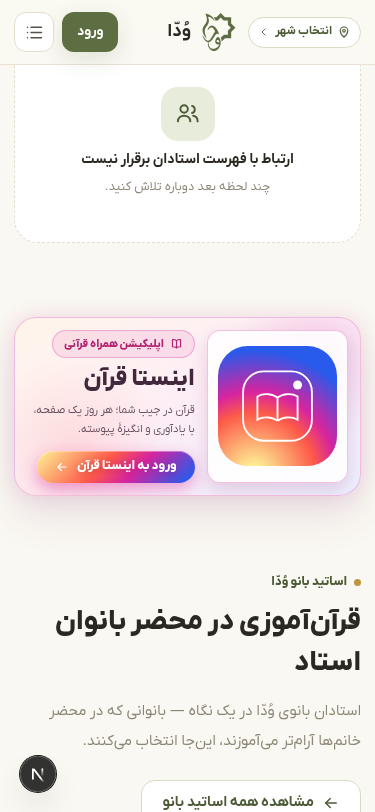 انتخاب شهر
وُدّا
ورود
ارتباط با فهرست استادان برقرار نیست
چند لحظه بعد دوباره تلاش کنید.
اپلیکیشن همراه قرآنی
اینستا قرآن
قرآن در جیب شما؛ هر روز یک صفحه،
با یادآوری و انگیزهٔ پیوسته.
ورود به اینستا قرآن
اساتید بانو وُدّا
قرآن‌آموزی در محضر بانوان
استاد
استادان بانوی وُدّا در یک نگاه — بانوانی که در محضر
خانم‌ها آرام‌تر می‌آموزند، این‌جا انتخاب می‌کنند.
مشاهده همه اساتید بانو
N